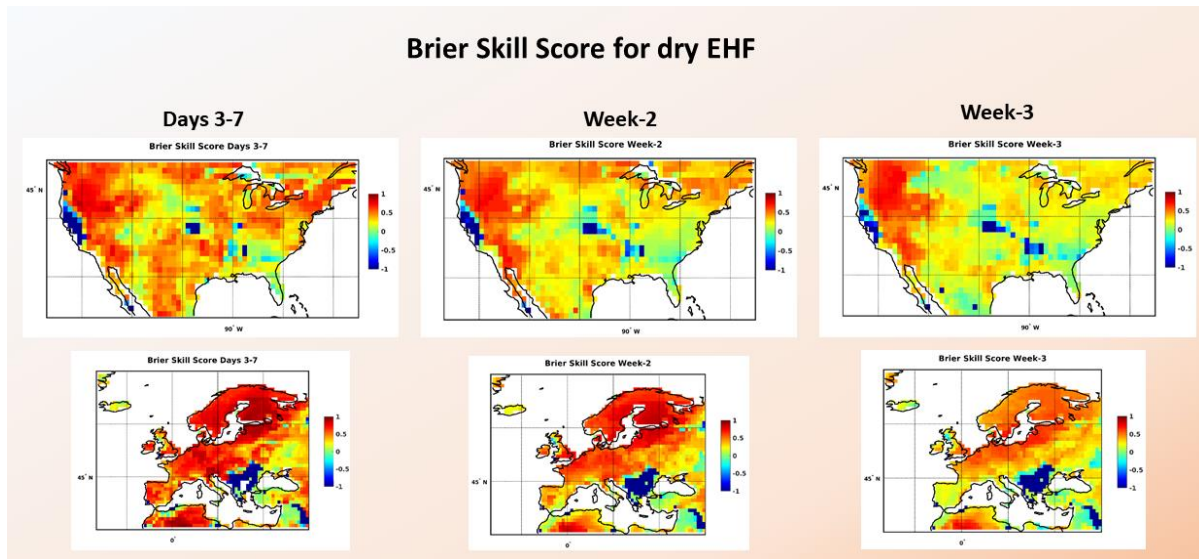 Brier Skill Score for dry EHF
Days 3-7
Week-2
Week-3
Brier Skill Score Days 3-7
45° N
90° W
1
0.5
0
-0.5
-1
Brier Skill Score Week-2
45° N
90° W
1
0.5
0
-0.5
-1
Brier Skill Score Week-3
45° N
90° W
1
0.5
0
-0.5
-1
Brier Skill Score Days 3-7
45° N
0°
1
0.5
0
-0.5
-1
Brier Skill Score Week-2
45° N
0°
1
0.5
0
-0.5
-1
Brier Skill Score Week-3
45° N
0°
1
0.5
0
-0.5
-1